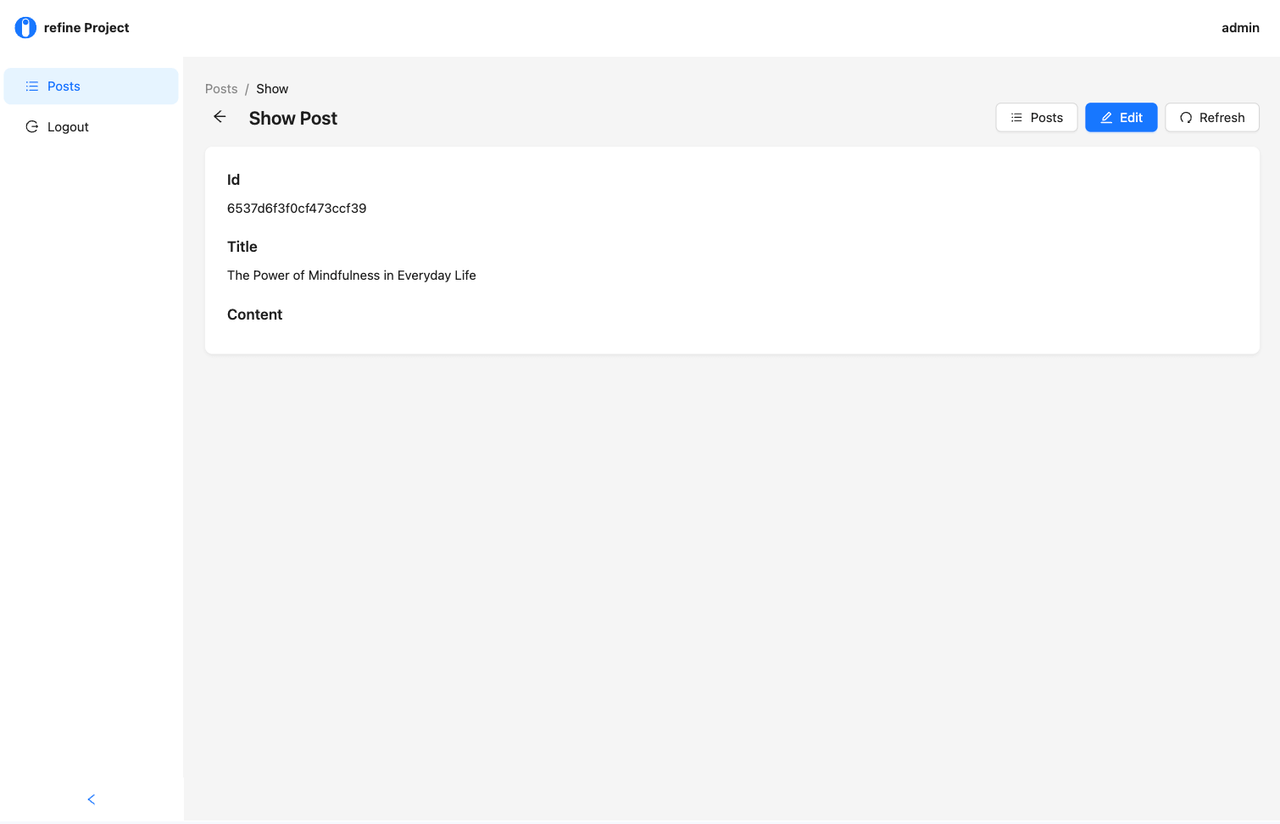 refine Project
admin
Posts
Logout
Posts / Show
Show Post
Posts
Edit
Refresh
Id
6537d6f3f0cf473ccf39
Title
The Power of Mindfulness in Everyday Life
Content